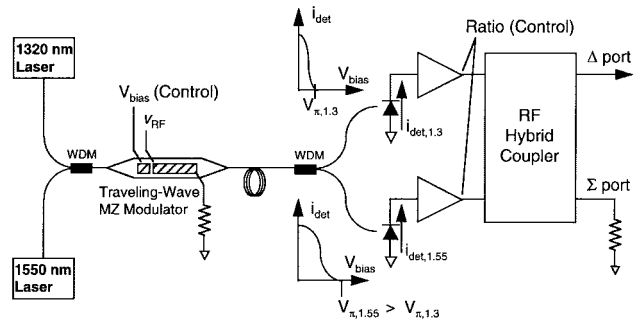 1320 nm
Laser
V_bias (Control)
v_RF
WDM
Traveling-Wave
MZ Modulator
1550 nm
Laser
i_det
V_bias
V_π,1.3
WDM
i_det
V_bias
V_π,1.55 > V_π,1.3
i_det,1.3
i_det,1.55
Ratio (Control)
RF
Hybrid
Coupler
Δ port
Σ port